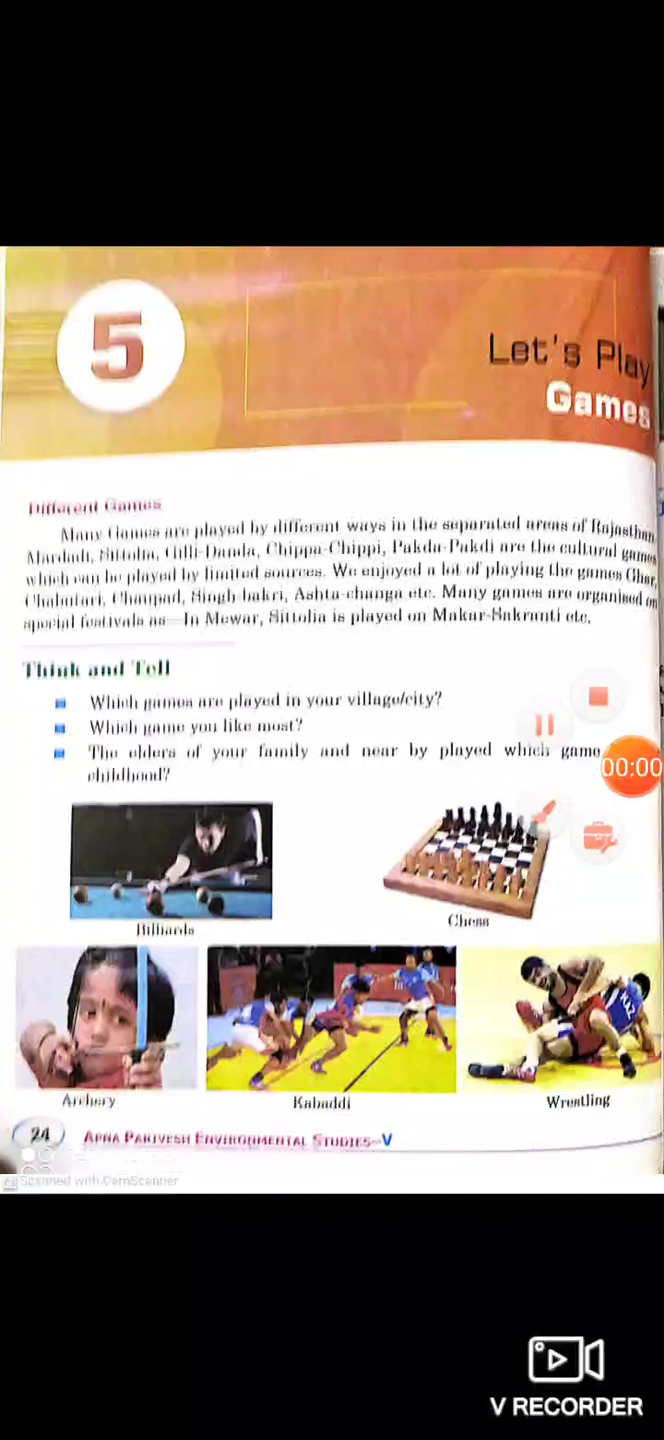 5
Let's Play
Games
Different Games
Many Games are played by different ways in the separated areas of Rajasthan.
Mardadi, Sittolia, Gilli-Danda, Chippa-Chippi, Pakda-Pakdi are the cultural games
which can be played by limited sources. We enjoyed a lot of playing the games Ghar,
Chabutari, Chaupad, Singh-bakri, Ashta-changa etc. Many games are organised on
special festivals as—In Mewar, Sittolia is played on Makar-Sakranti etc.
Think and Tell
Which games are played in your village/city?
Which game you like most?
The elders of your family and near by played which game
childhood?
00:00
Billiards
Chess
Archery
Kabaddi
Wrestling
24 APNA PARIVESH ENVIRONMENTAL STUDIES–V
CS Scanned with CamScanner
V RECORDER